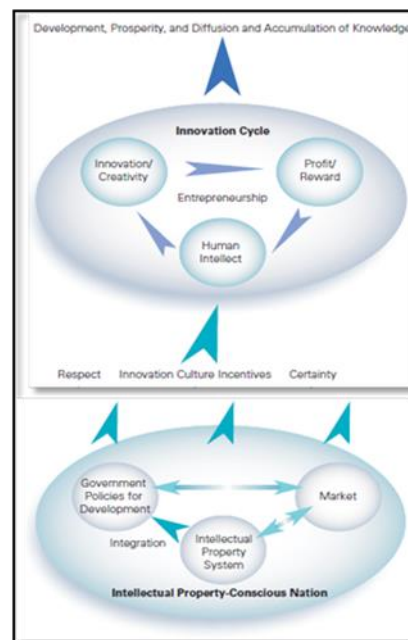 Development, Prosperity, and Diffusion and Accumulation of Knowledge
Innovation Cycle
Innovation/
Creativity
Profit/
Reward
Entrepreneurship
Human
Intellect
Respect
Innovation Culture Incentives
Certainty
Government
Policies for
Development
Market
Integration
Intellectual
Property
System
Intellectual Property-Conscious Nation